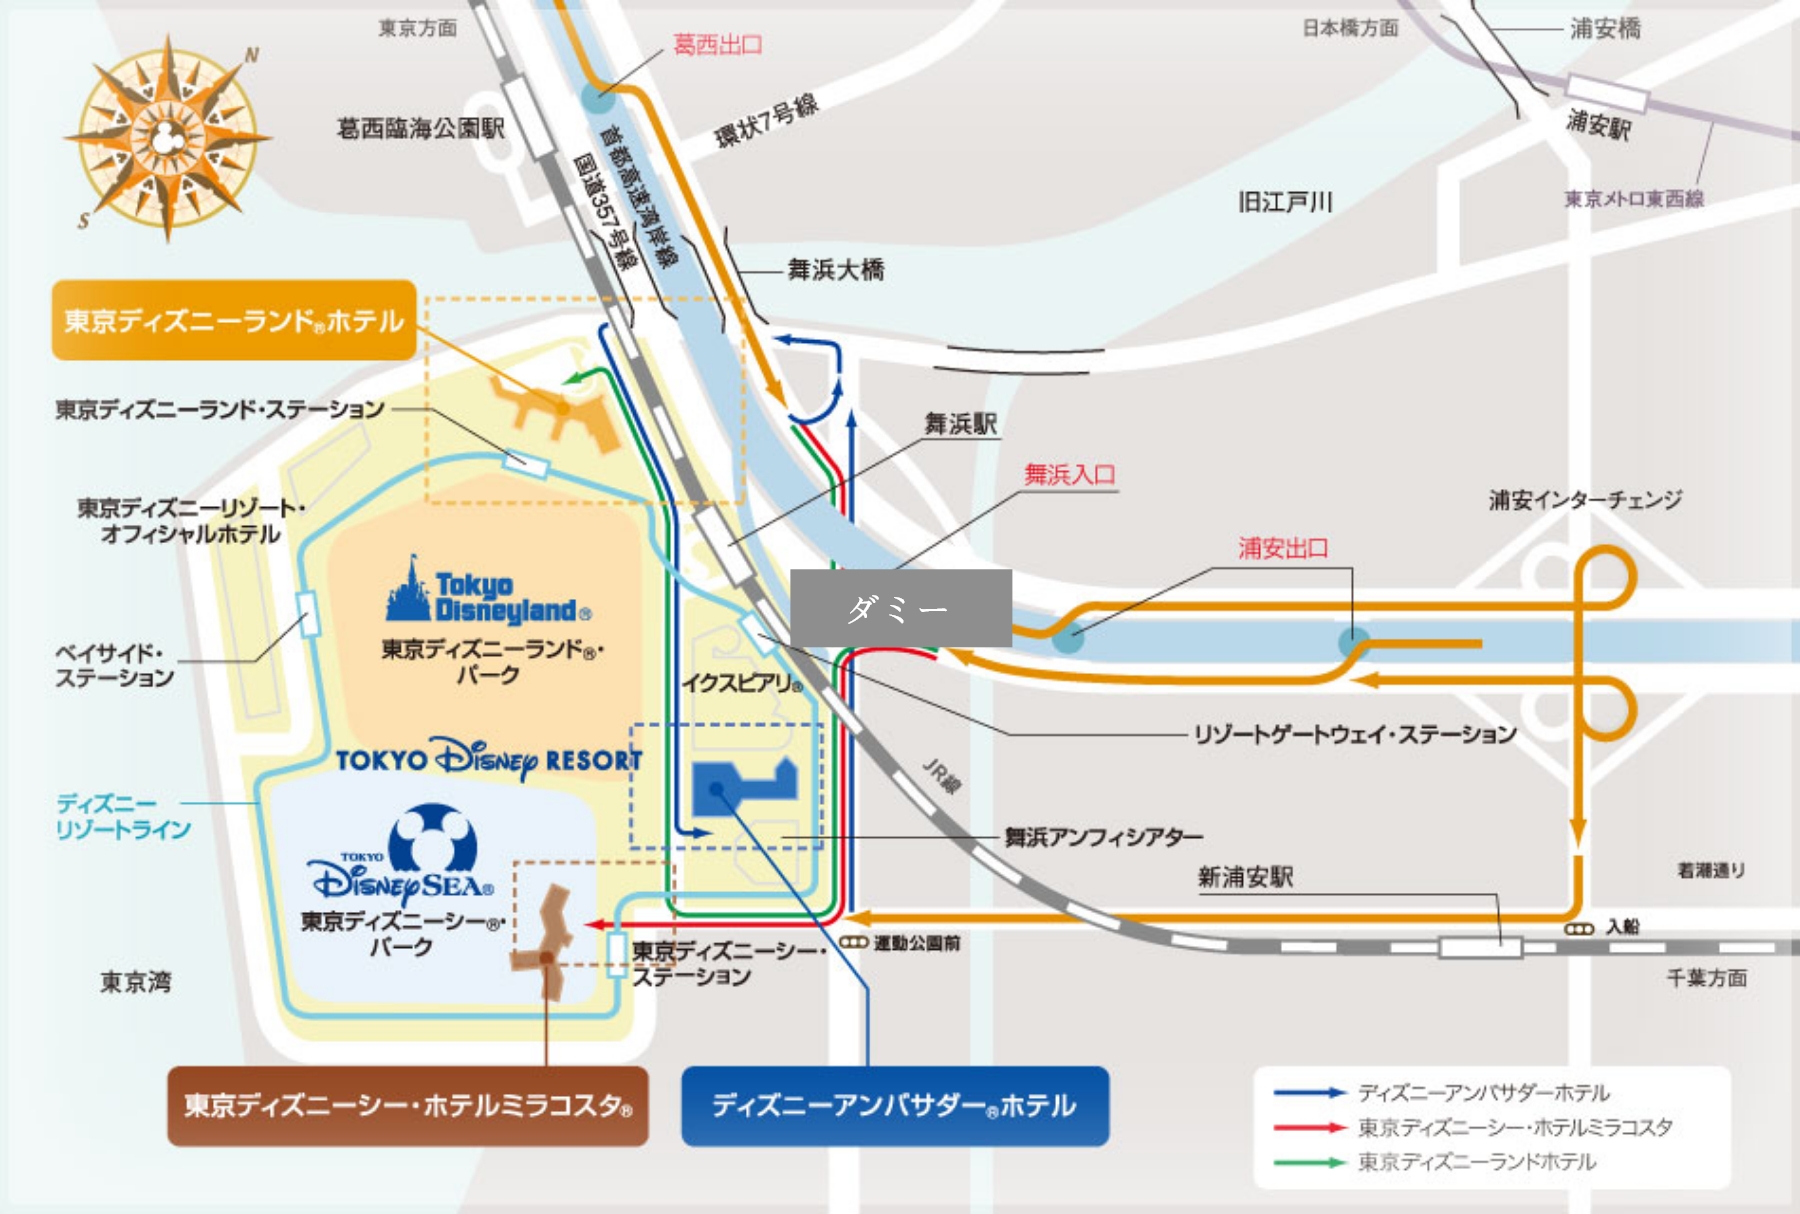 東京方面
葛西出口
日本橋方面
浦安橋
N
S
葛西臨海公園駅
環状7号線
浦安駅
首都高速湾岸線
国道357号線
旧江戸川
東京メトロ東西線
舞浜大橋
東京ディズニーランド®ホテル
東京ディズニーランド・ステーション
舞浜駅
舞浜入口
東京ディズニーリゾート・
オフィシャルホテル
浦安インターチェンジ
浦安出口
Tokyo
Disneyland®
東京ディズニーランド®・
パーク
ダミー
ベイサイド・
ステーション
イクスピアリ®
リゾートゲートウェイ・ステーション
TOKYO Disney RESORT
JR線
ディズニー
リゾートライン
舞浜アンフィシアター
TOKYO
DISNEY SEA®
東京ディズニーシー®・
パーク
新浦安駅
若潮通り
入船
運動公園前
東京ディズニーシー・
ステーション
東京湾
千葉方面
東京ディズニーシー・ホテルミラコスタ®
ディズニーアンバサダー®ホテル
ディズニーアンバサダーホテル
東京ディズニーシー・ホテルミラコスタ
東京ディズニーランドホテル